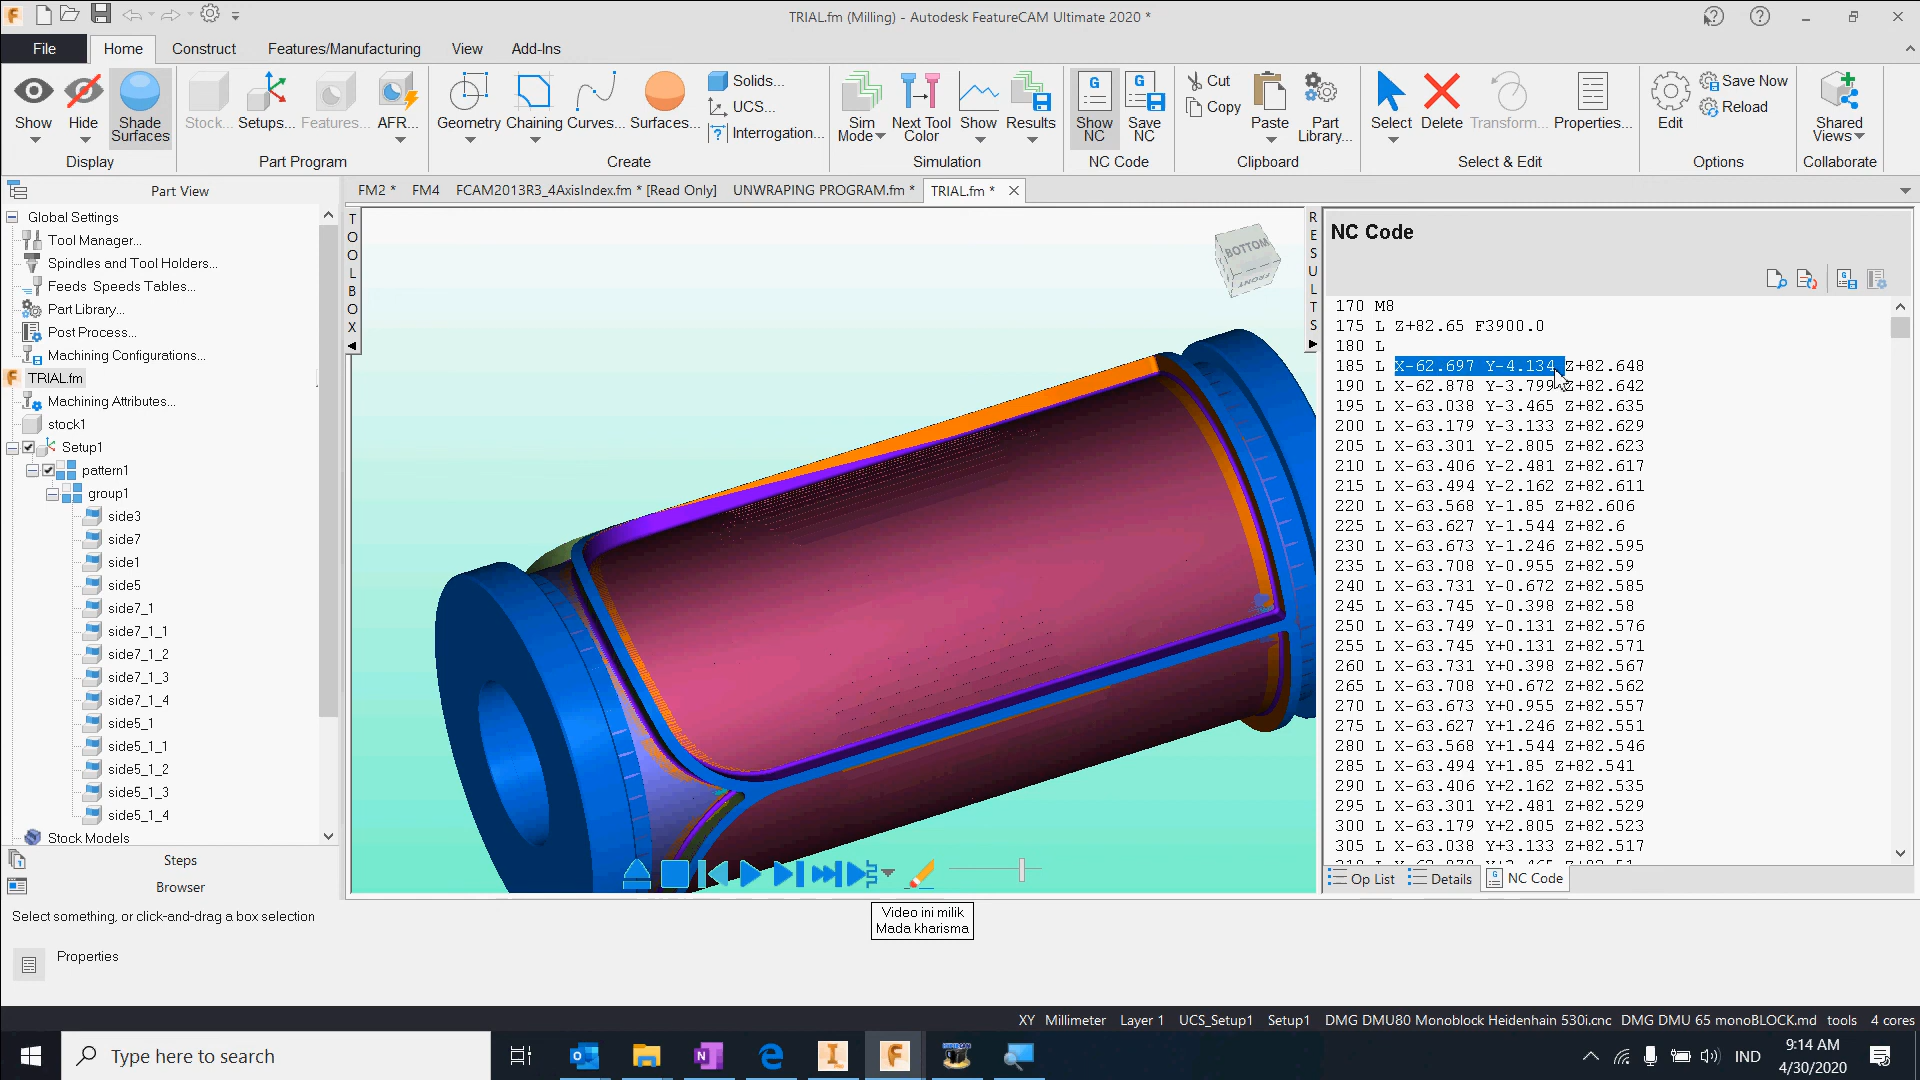 TRIAL.fm (Milling) - Autodesk FeatureCAM Ultimate 2020 *
File
Home
Construct
Features/Manufacturing
View
Add-Ins
Show
Hide
Shade
Surfaces
Display
Stock...
Setups...
Features...
AFR...
Part Program
Geometry
Chaining
Curves...
Surfaces...
Solids...
UCS...
Interrogation...
Create
Sim
Mode
Next Tool
Color
Show
Results
Simulation
Show
NC
Save
NC
NC Code
Cut
Copy
Paste
Part
Library...
Clipboard
Select
Delete
Transform...
Properties...
Select & Edit
Edit
Save Now
Reload
Options
Shared
Views
Collaborate
Part View
FM2 *
FM4
FCAM2013R3_4AxisIndex.fm * [Read Only]
UNWRAPING PROGRAM.fm *
TRIAL.fm *
Global Settings
Tool Manager...
Spindles and Tool Holders...
Feeds Speeds Tables...
Part Library...
Post Process...
Machining Configurations...
TRIAL.fm
Machining Attributes...
stock1
Setup1
pattern1
group1
side3
side7
side1
side5
side7_1
side7_1_1
side7_1_2
side7_1_3
side7_1_4
side5_1
side5_1_1
side5_1_2
side5_1_3
side5_1_4
Stock Models
Steps
Browser
TOOLBOX
BOTTOM
FRONT
RESULTS
NC Code
170 M8
175 L Z+82.65 F3900.0
180 L
185 L X-62.697 Y-4.134 Z+82.648
190 L X-62.878 Y-3.799 Z+82.642
195 L X-63.038 Y-3.465 Z+82.635
200 L X-63.179 Y-3.133 Z+82.629
205 L X-63.301 Y-2.805 Z+82.623
210 L X-63.406 Y-2.481 Z+82.617
215 L X-63.494 Y-2.162 Z+82.611
220 L X-63.568 Y-1.85 Z+82.606
225 L X-63.627 Y-1.544 Z+82.6
230 L X-63.673 Y-1.246 Z+82.595
235 L X-63.708 Y-0.955 Z+82.59
240 L X-63.731 Y-0.672 Z+82.585
245 L X-63.745 Y-0.398 Z+82.58
250 L X-63.749 Y-0.131 Z+82.576
255 L X-63.745 Y+0.131 Z+82.571
260 L X-63.731 Y+0.398 Z+82.567
265 L X-63.708 Y+0.672 Z+82.562
270 L X-63.673 Y+0.955 Z+82.557
275 L X-63.627 Y+1.246 Z+82.551
280 L X-63.568 Y+1.544 Z+82.546
285 L X-63.494 Y+1.85 Z+82.541
290 L X-63.406 Y+2.162 Z+82.535
295 L X-63.301 Y+2.481 Z+82.529
300 L X-63.179 Y+2.805 Z+82.523
305 L X-63.038 Y+3.133 Z+82.517
Op List
Details
NC Code
Video ini milik
Mada kharisma
Select something, or click-and-drag a box selection
Properties
XY Millimeter Layer 1 UCS_Setup1 Setup1 DMG DMU80 Monoblock Heidenhain 530i.cnc DMG DMU 65 monoBLOCK.md tools 4 cores
Type here to search
IND
9:14 AM
4/30/2020